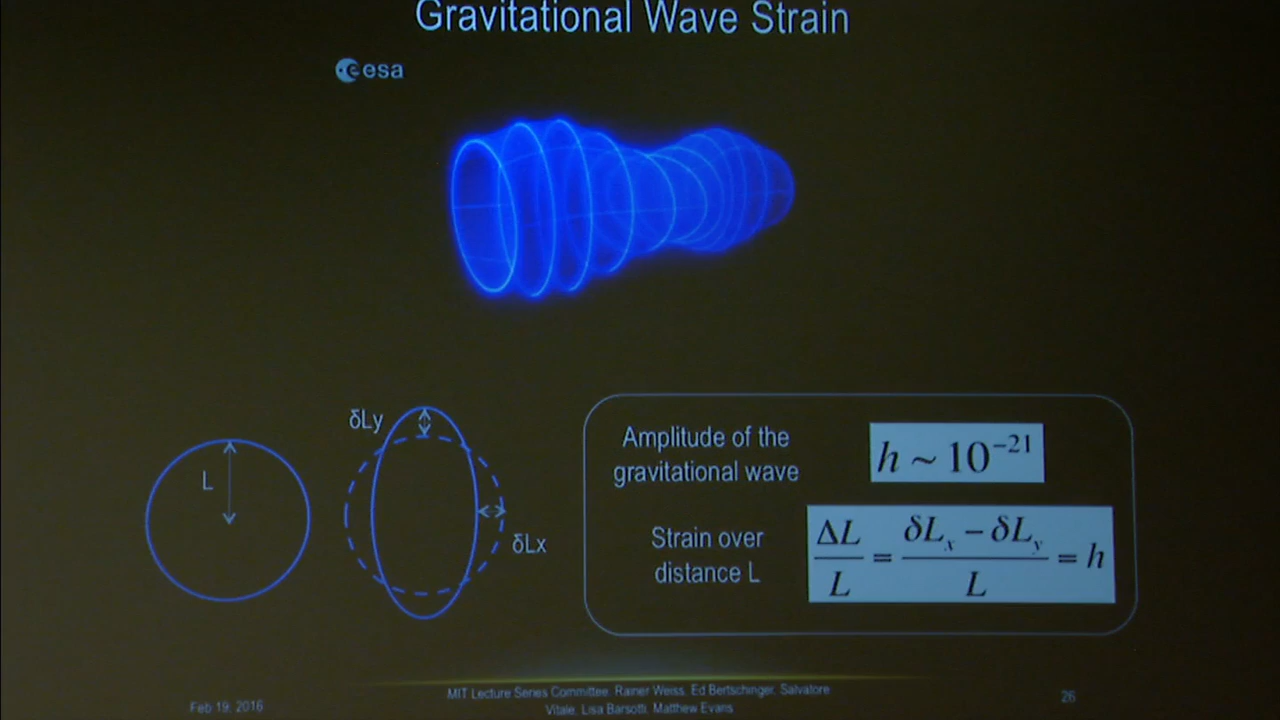 Gravitational Wave Strain
esa
δLy
L
δLx
Amplitude of the
gravitational wave
h ~ 10⁻²¹
Strain over
distance L
ΔL/L = (δLₓ − δLᵧ)/L = h
Feb 19, 2016
MIT Lecture Series Committee, Rainer Weiss, Ed Bertschinger, Salvatore
Vitale, Lisa Barsotti, Matthew Evans
26